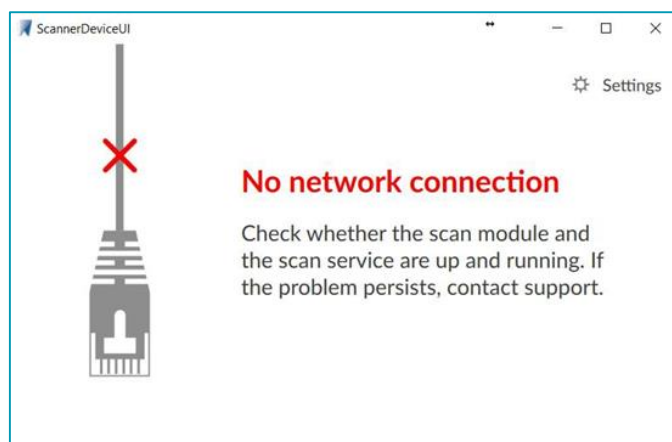 ScannerDeviceUI
Settings
No network connection
Check whether the scan module and
the scan service are up and running. If
the problem persists, contact support.